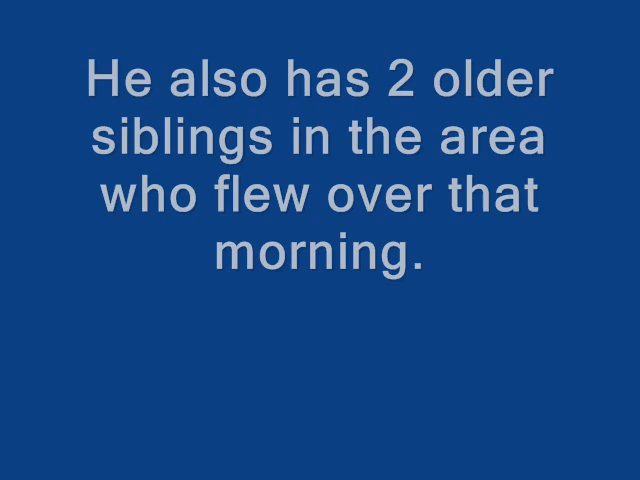 He also has 2 older
siblings in the area
who flew over that
morning.